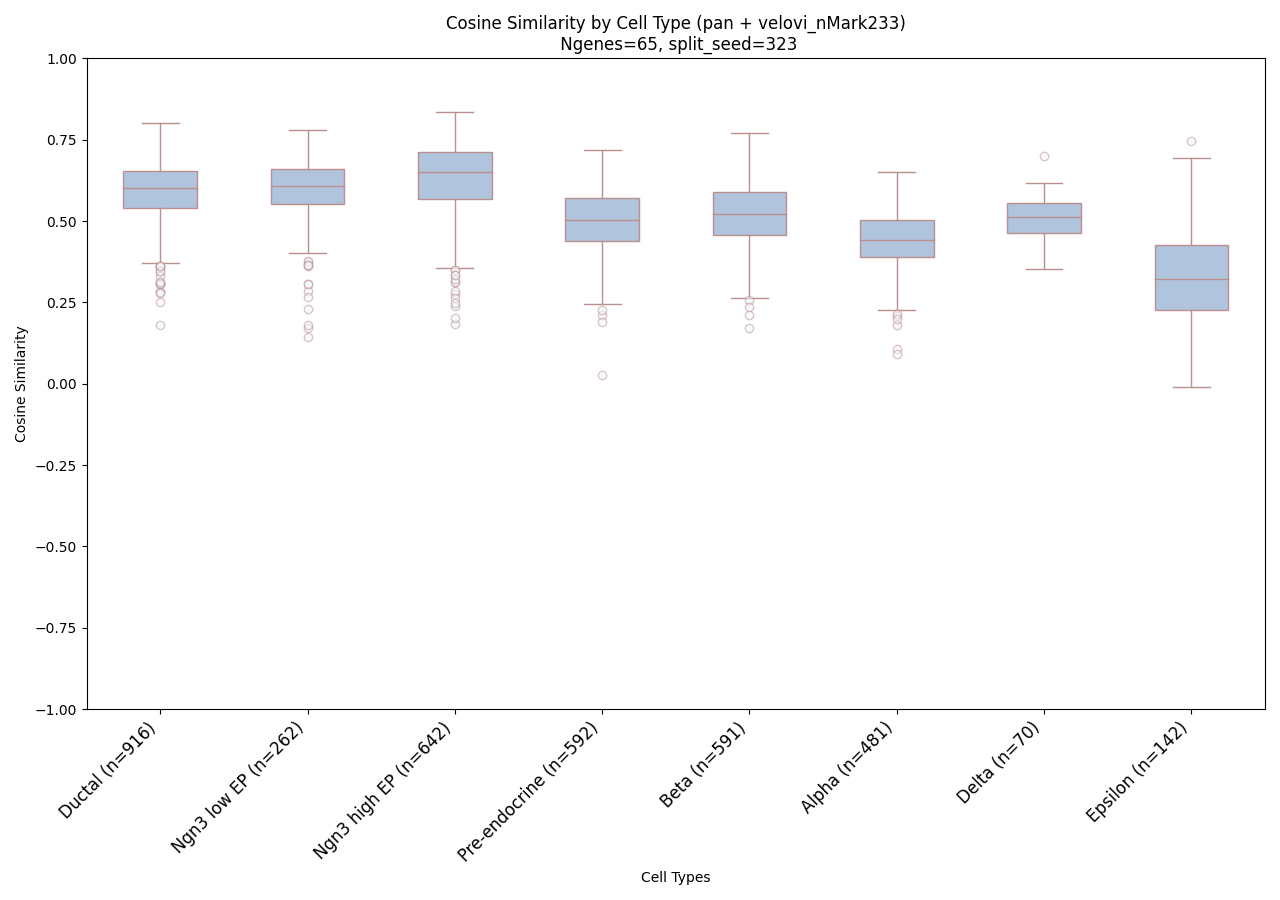 Cosine Similarity by Cell Type (pan + velovi_nMark233)
Ngenes=65, split_seed=323
1.00
0.75
0.50
0.25
0.00
−0.25
−0.50
−0.75
−1.00
Cosine Similarity
Ductal (n=916)
Ngn3 low EP (n=262)
Ngn3 high EP (n=642)
Pre-endocrine (n=592)
Beta (n=591)
Alpha (n=481)
Delta (n=70)
Epsilon (n=142)
Cell Types